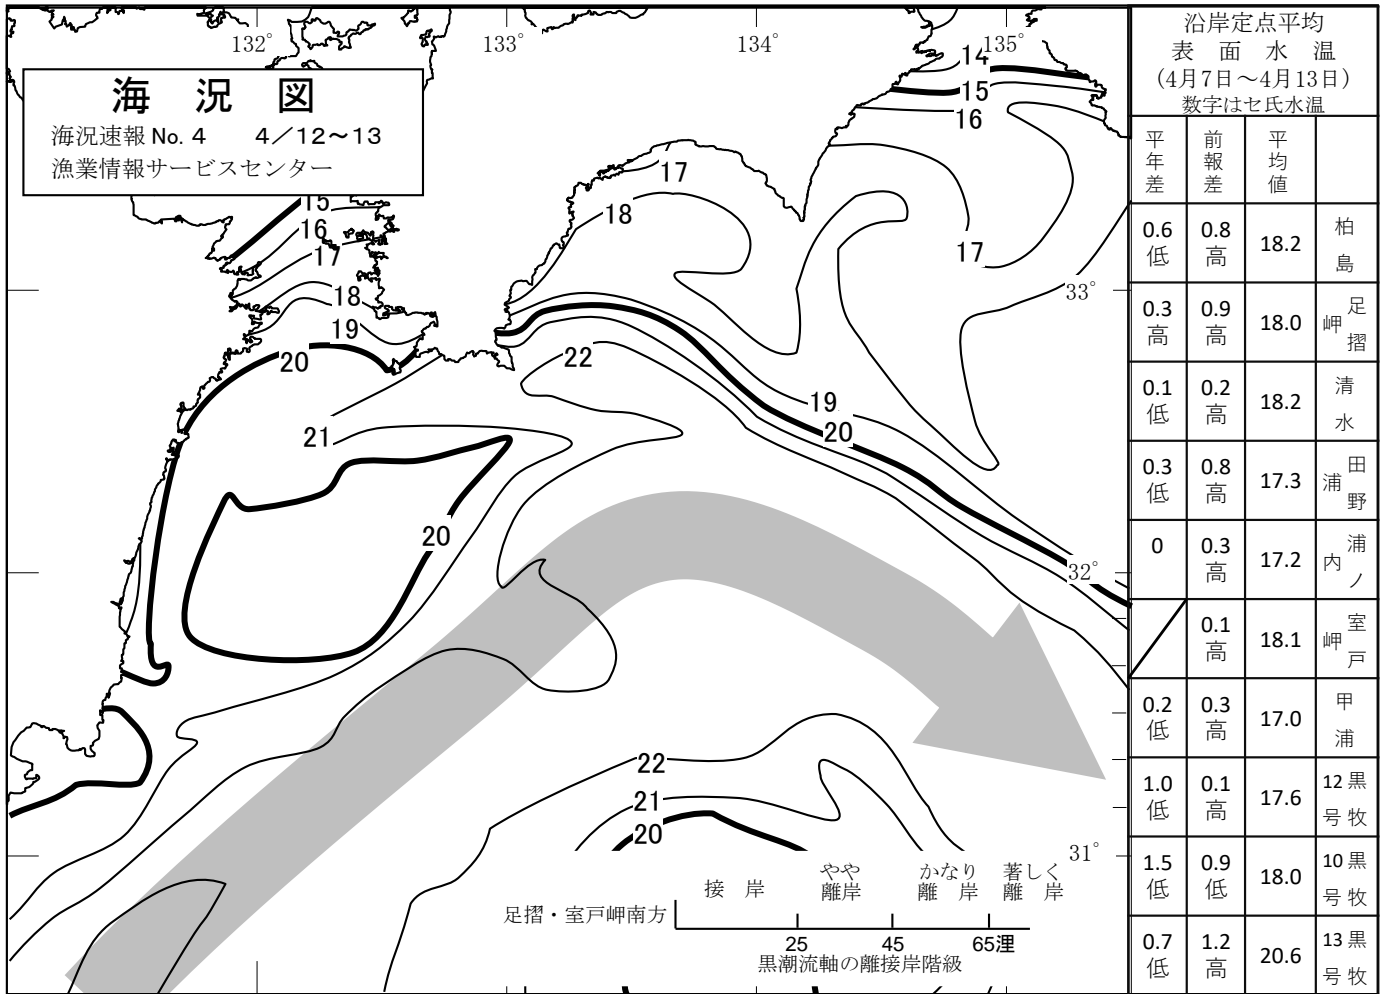 海 況 図
海況速報 No. 4 4／12～13
漁業情報サービスセンター
132°
133°
134°
135°
14
15
16
17
18
17
15
16
17
18
19
20
33°
22
21
19
20
20
32°
22
21
20
31°
接 岸
やや
離岸
かなり
離 岸
著しく
離 岸
足摺・室戸岬南方
25
45
65浬
黒潮流軸の離接岸階級
沿岸定点平均
表 面 水 温
(4月7日～4月13日)
数字はセ氏水温
平年差 前報差 平均値
0.6低 0.8高 18.2 柏島
0.3高 0.9高 18.0 足摺岬
0.1低 0.2高 18.2 清水
0.3低 0.8高 17.3 田野浦
0 0.3高 17.2 浦ノ内
0.1高 18.1 室戸岬
0.2低 0.3高 17.0 甲浦
1.0低 0.1高 17.6 黒牧12号
1.5低 0.9低 18.0 黒牧10号
0.7低 1.2高 20.6 黒牧13号